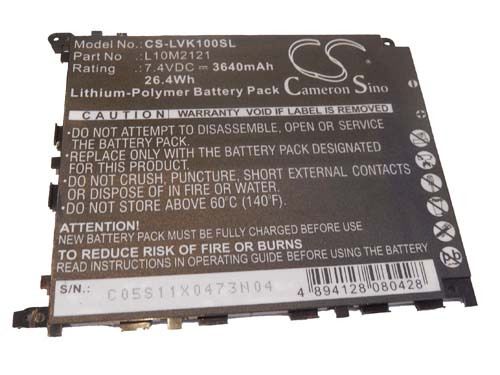 Model No.:CS-LVK100SL
Part No. :L10M2121
Rating :7.4VDC ⎓ 3640mAh
26.4Wh
Lithium-Polymer Battery Pack
CS
Cameron Sino
CAUTION: WARRANTY VOID IF LABEL IS REMOVED
•DO NOT ATTEMPT TO DISASSEMBLE, OPEN OR SERVICE THE BATTERY PACK.
•REPLACE ONLY WITH THE BATTERY PACK DESIGNATED FOR THIS PRODUCT.
•DO NOT CRUSH, PUNCTURE, SHORT EXTERNAL CONTACTS OR DISPOSE OF IN FIRE OR WATER.
•DO NOT STORE ABOVE 60°C (140°F).
ATTENTION!
NEW BATTERY PACK MUST BE FULLY CHARGED BEFORE USE
TO REDUCE RISK OF FIRE OR BURNS
READ USER INSTRUCTIONS BEFORE USING THIS BATTERY
S/N.:
C05S11X0473N04
4 894128 080428